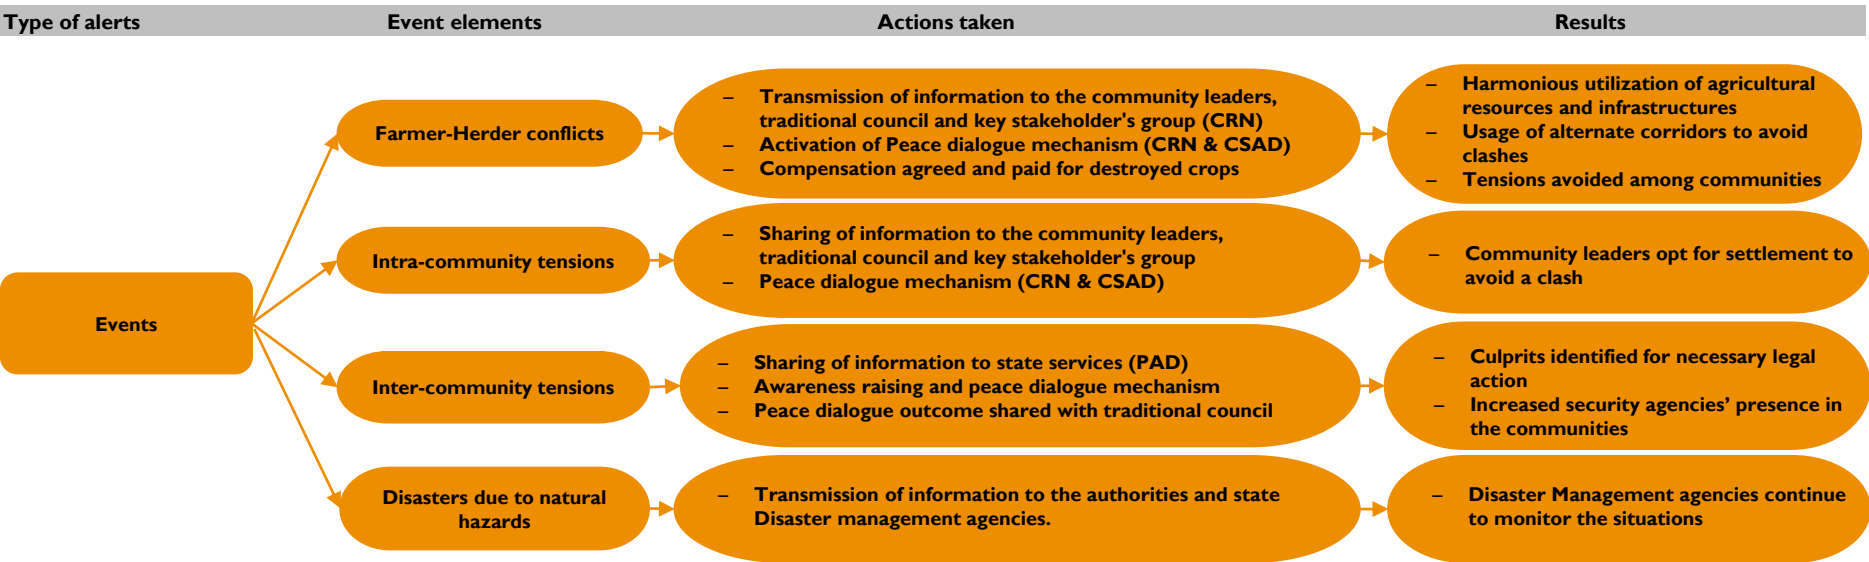 Type of alerts Event elements Actions taken Results
Events
Farmer-Herder conflicts
– Transmission of information to the community leaders,
traditional council and key stakeholder's group (CRN)
– Activation of Peace dialogue mechanism (CRN & CSAD)
– Compensation agreed and paid for destroyed crops
– Harmonious utilization of agricultural
resources and infrastructures
– Usage of alternate corridors to avoid
clashes
– Tensions avoided among communities
Intra-community tensions
– Sharing of information to the community leaders,
traditional council and key stakeholder's group
– Peace dialogue mechanism (CRN & CSAD)
– Community leaders opt for settlement to
avoid a clash
Inter-community tensions
– Sharing of information to state services (PAD)
– Awareness raising and peace dialogue mechanism
– Peace dialogue outcome shared with traditional council
– Culprits identified for necessary legal
action
– Increased security agencies’ presence in
the communities
Disasters due to natural
hazards
– Transmission of information to the authorities and state
Disaster management agencies.
– Disaster Management agencies continue
to monitor the situations